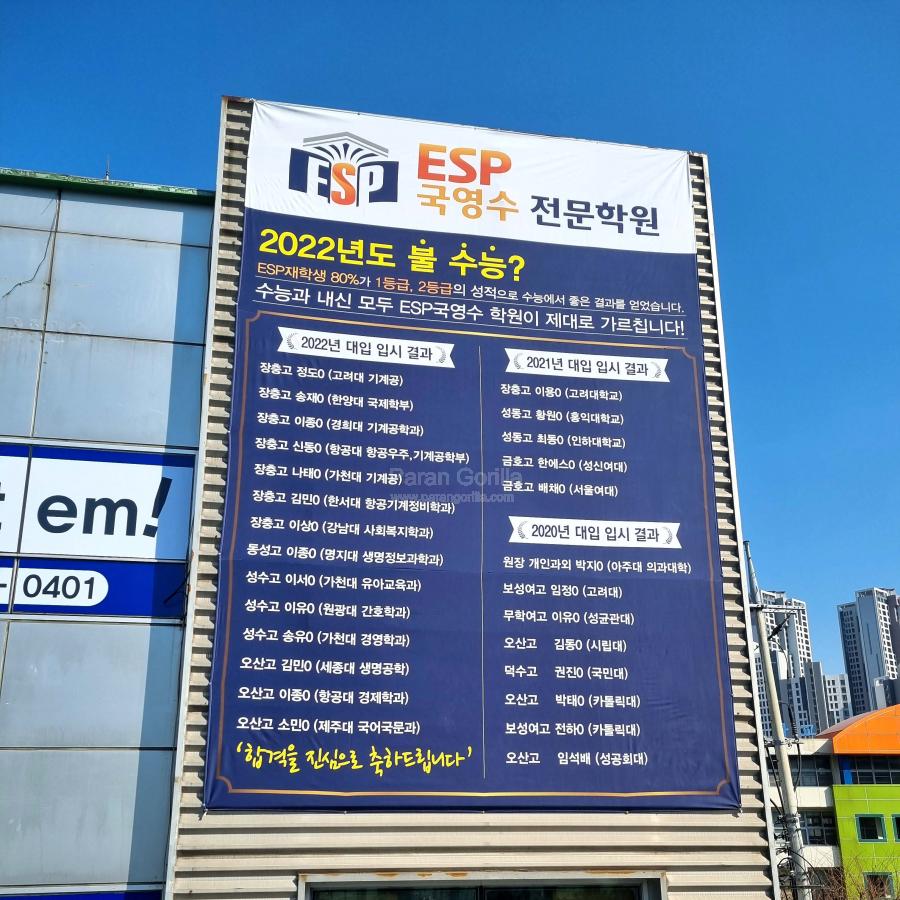 ESP
ESP
국영수 전문학원
2022년도 불 수능?
ESP재학생 80%가 1등급, 2등급의 성적으로 수능에서 좋은 결과를 얻었습니다.
수능과 내신 모두 ESP국영수 학원이 제대로 가르칩니다!
2022년 대입 입시 결과
장충고 정도0 (고려대 기계공)
장충고 송재0 (한양대 국제학부)
장충고 이종0 (경희대 기계공학과)
장충고 신동0 (항공대 항공우주,기계공학부)
장충고 나태0 (가천대 기계공)
장충고 김민0 (한서대 항공기계정비학과)
장충고 이상0 (강남대 사회복지학과)
동성고 이종0 (명지대 생명정보과학과)
성수고 이서0 (가천대 유아교육과)
성수고 이유0 (원광대 간호학과)
성수고 송유0 (가천대 경영학과)
오산고 김민0 (세종대 생명공학)
오산고 이종0 (항공대 경제학과)
오산고 소민0 (제주대 국어국문과)
'합격을 진심으로 축하드립니다'
2021년 대입 입시 결과
장충고 이용0 (고려대학교)
성동고 황원0 (홍익대학교)
성동고 최동0 (인하대학교)
금호고 한에스0 (성신여대)
금호고 배채0 (서울여대)
2020년 대입 입시 결과
원장 개인과외 박지0 (아주대 의과대학)
보성여고 임정0 (고려대)
무학여고 이유0 (성균관대)
오산고 김동0 (시립대)
덕수고 권진0 (국민대)
오산고 박태0 (카톨릭대)
보성여고 전하0 (카톨릭대)
오산고 임석배 (성공회대)
em!
0401
Paran Gorilla
www.parangorilla.com